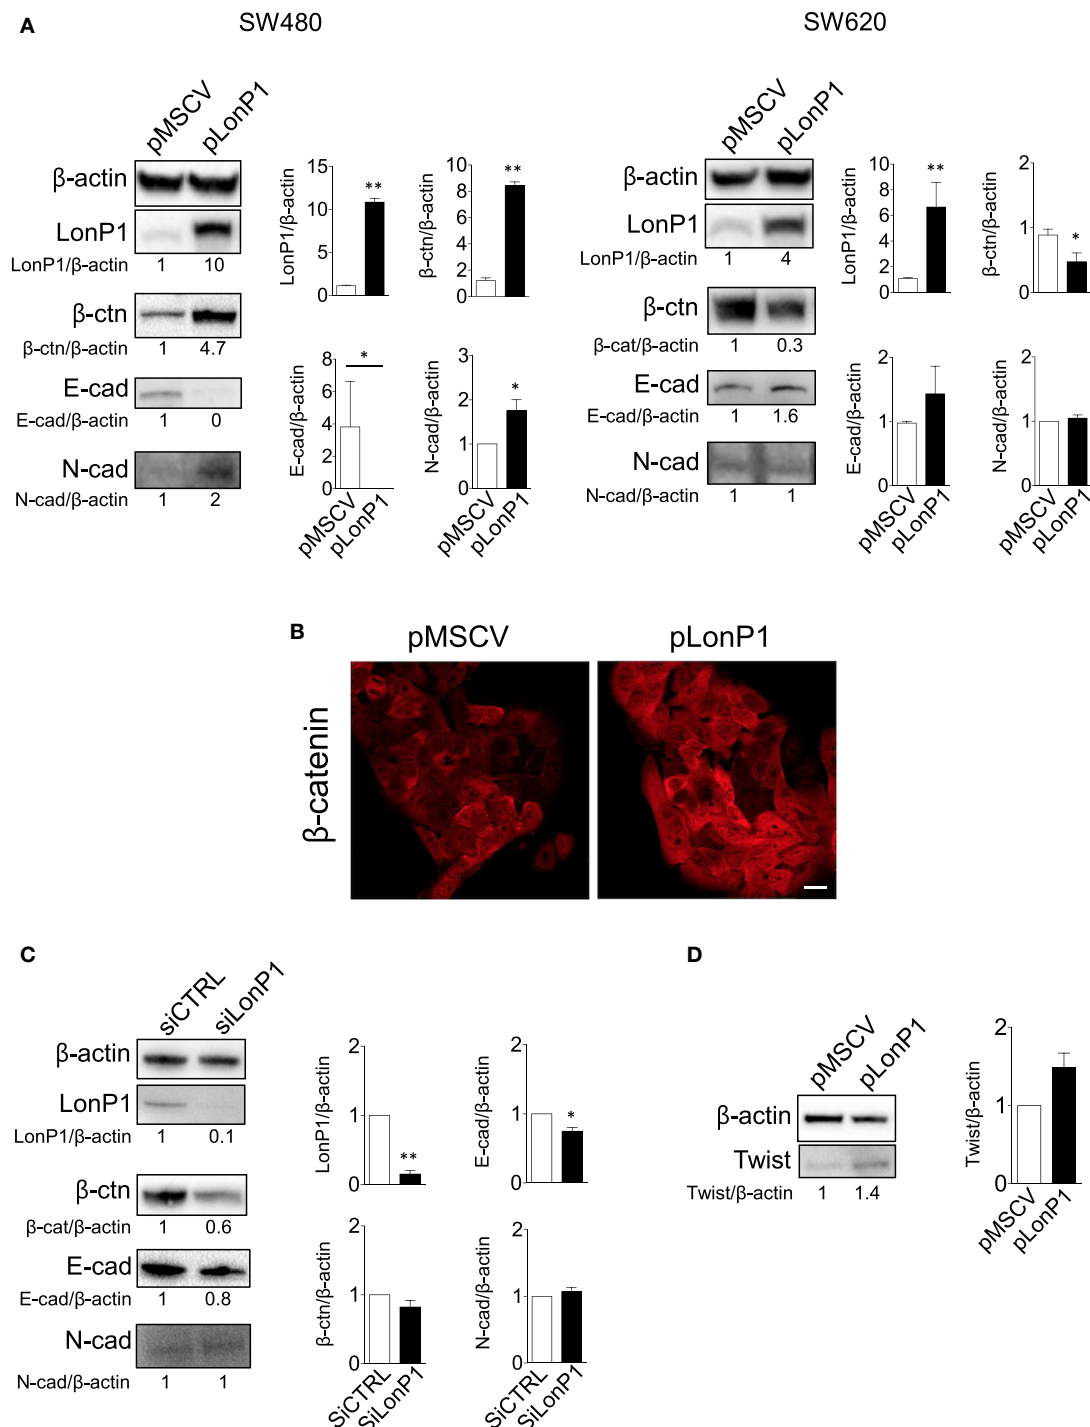 A
SW480
SW620
pMSCV
pLonP1
β-actin
LonP1
LonP1/β-actin 1 10
β-ctn
β-ctn/β-actin 1 4.7
E-cad
E-cad/β-actin 1 0
N-cad
N-cad/β-actin 1 2
LonP1/β-actin
15
10
5
0
**
β-ctn/β-actin
10
8
6
4
2
0
**
E-cad/β-actin
8
6
4
2
0
*
pMSCV
pLonP1
N-cad/β-actin
3
2
1
0
*
pMSCV
pLonP1
pMSCV
pLonP1
β-actin
LonP1
LonP1/β-actin 1 4
β-ctn
β-cat/β-actin 1 0.3
E-cad
E-cad/β-actin 1 1.6
N-cad
N-cad/β-actin 1 1
LonP1/β-actin
10
8
6
4
2
0
**
β-ctn/β-actin
2
1
0
*
E-cad/β-actin
2
1
0
pMSCV
pLonP1
N-cad/β-actin
2
1
0
pMSCV
pLonP1
B
pMSCV
pLonP1
β-catenin
C
siCTRL
siLonP1
β-actin
LonP1
LonP1/β-actin 1 0.1
β-ctn
β-cat/β-actin 1 0.6
E-cad
E-cad/β-actin 1 0.8
N-cad
N-cad/β-actin 1 1
LonP1/β-actin
2
1
0
**
E-cad/β-actin
2
1
0
*
β-ctn/β-actin
2
1
0
SiCTRL
SiLonP1
N-cad/β-actin
2
1
0
SiCTRL
SiLonP1
D
pMSCV
pLonP1
β-actin
Twist
Twist/β-actin 1 1.4
Twist/β-actin
2
1
0
pMSCV
pLonP1